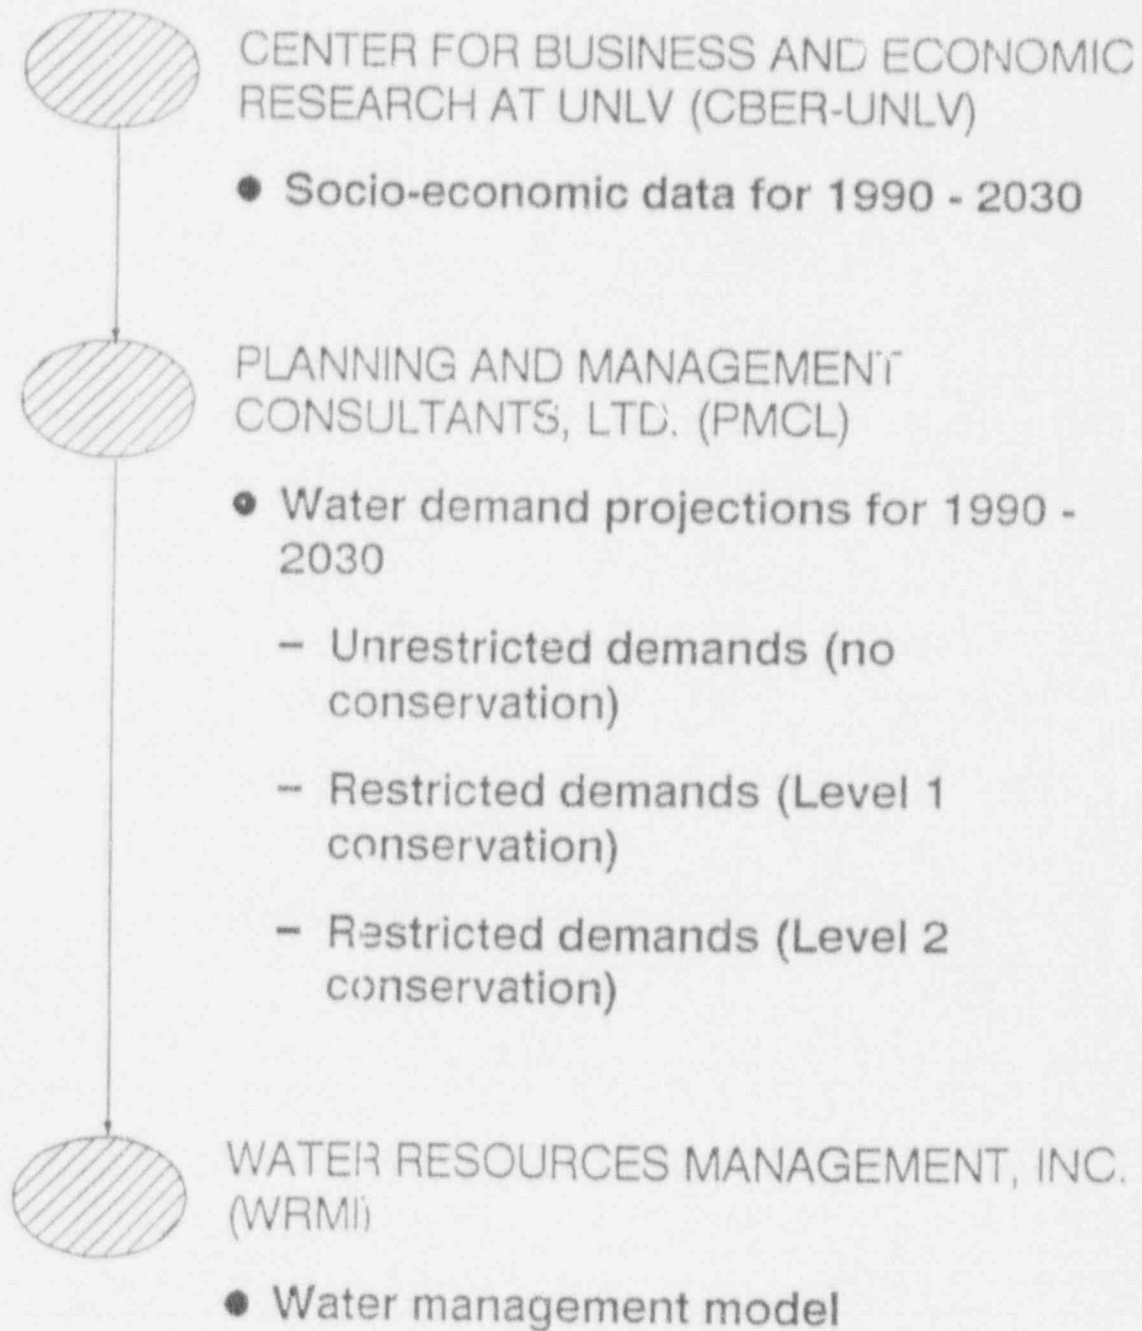 CENTER FOR BUSINESS AND ECONOMIC
RESEARCH AT UNLV (CBER-UNLV)
● Socio-economic data for 1990 - 2030
PLANNING AND MANAGEMENT
CONSULTANTS, LTD. (PMCL)
● Water demand projections for 1990 -
2030
– Unrestricted demands (no
conservation)
– Restricted demands (Level 1
conservation)
– Restricted demands (Level 2
conservation)
WATER RESOURCES MANAGEMENT, INC.
(WRMI)
● Water management model